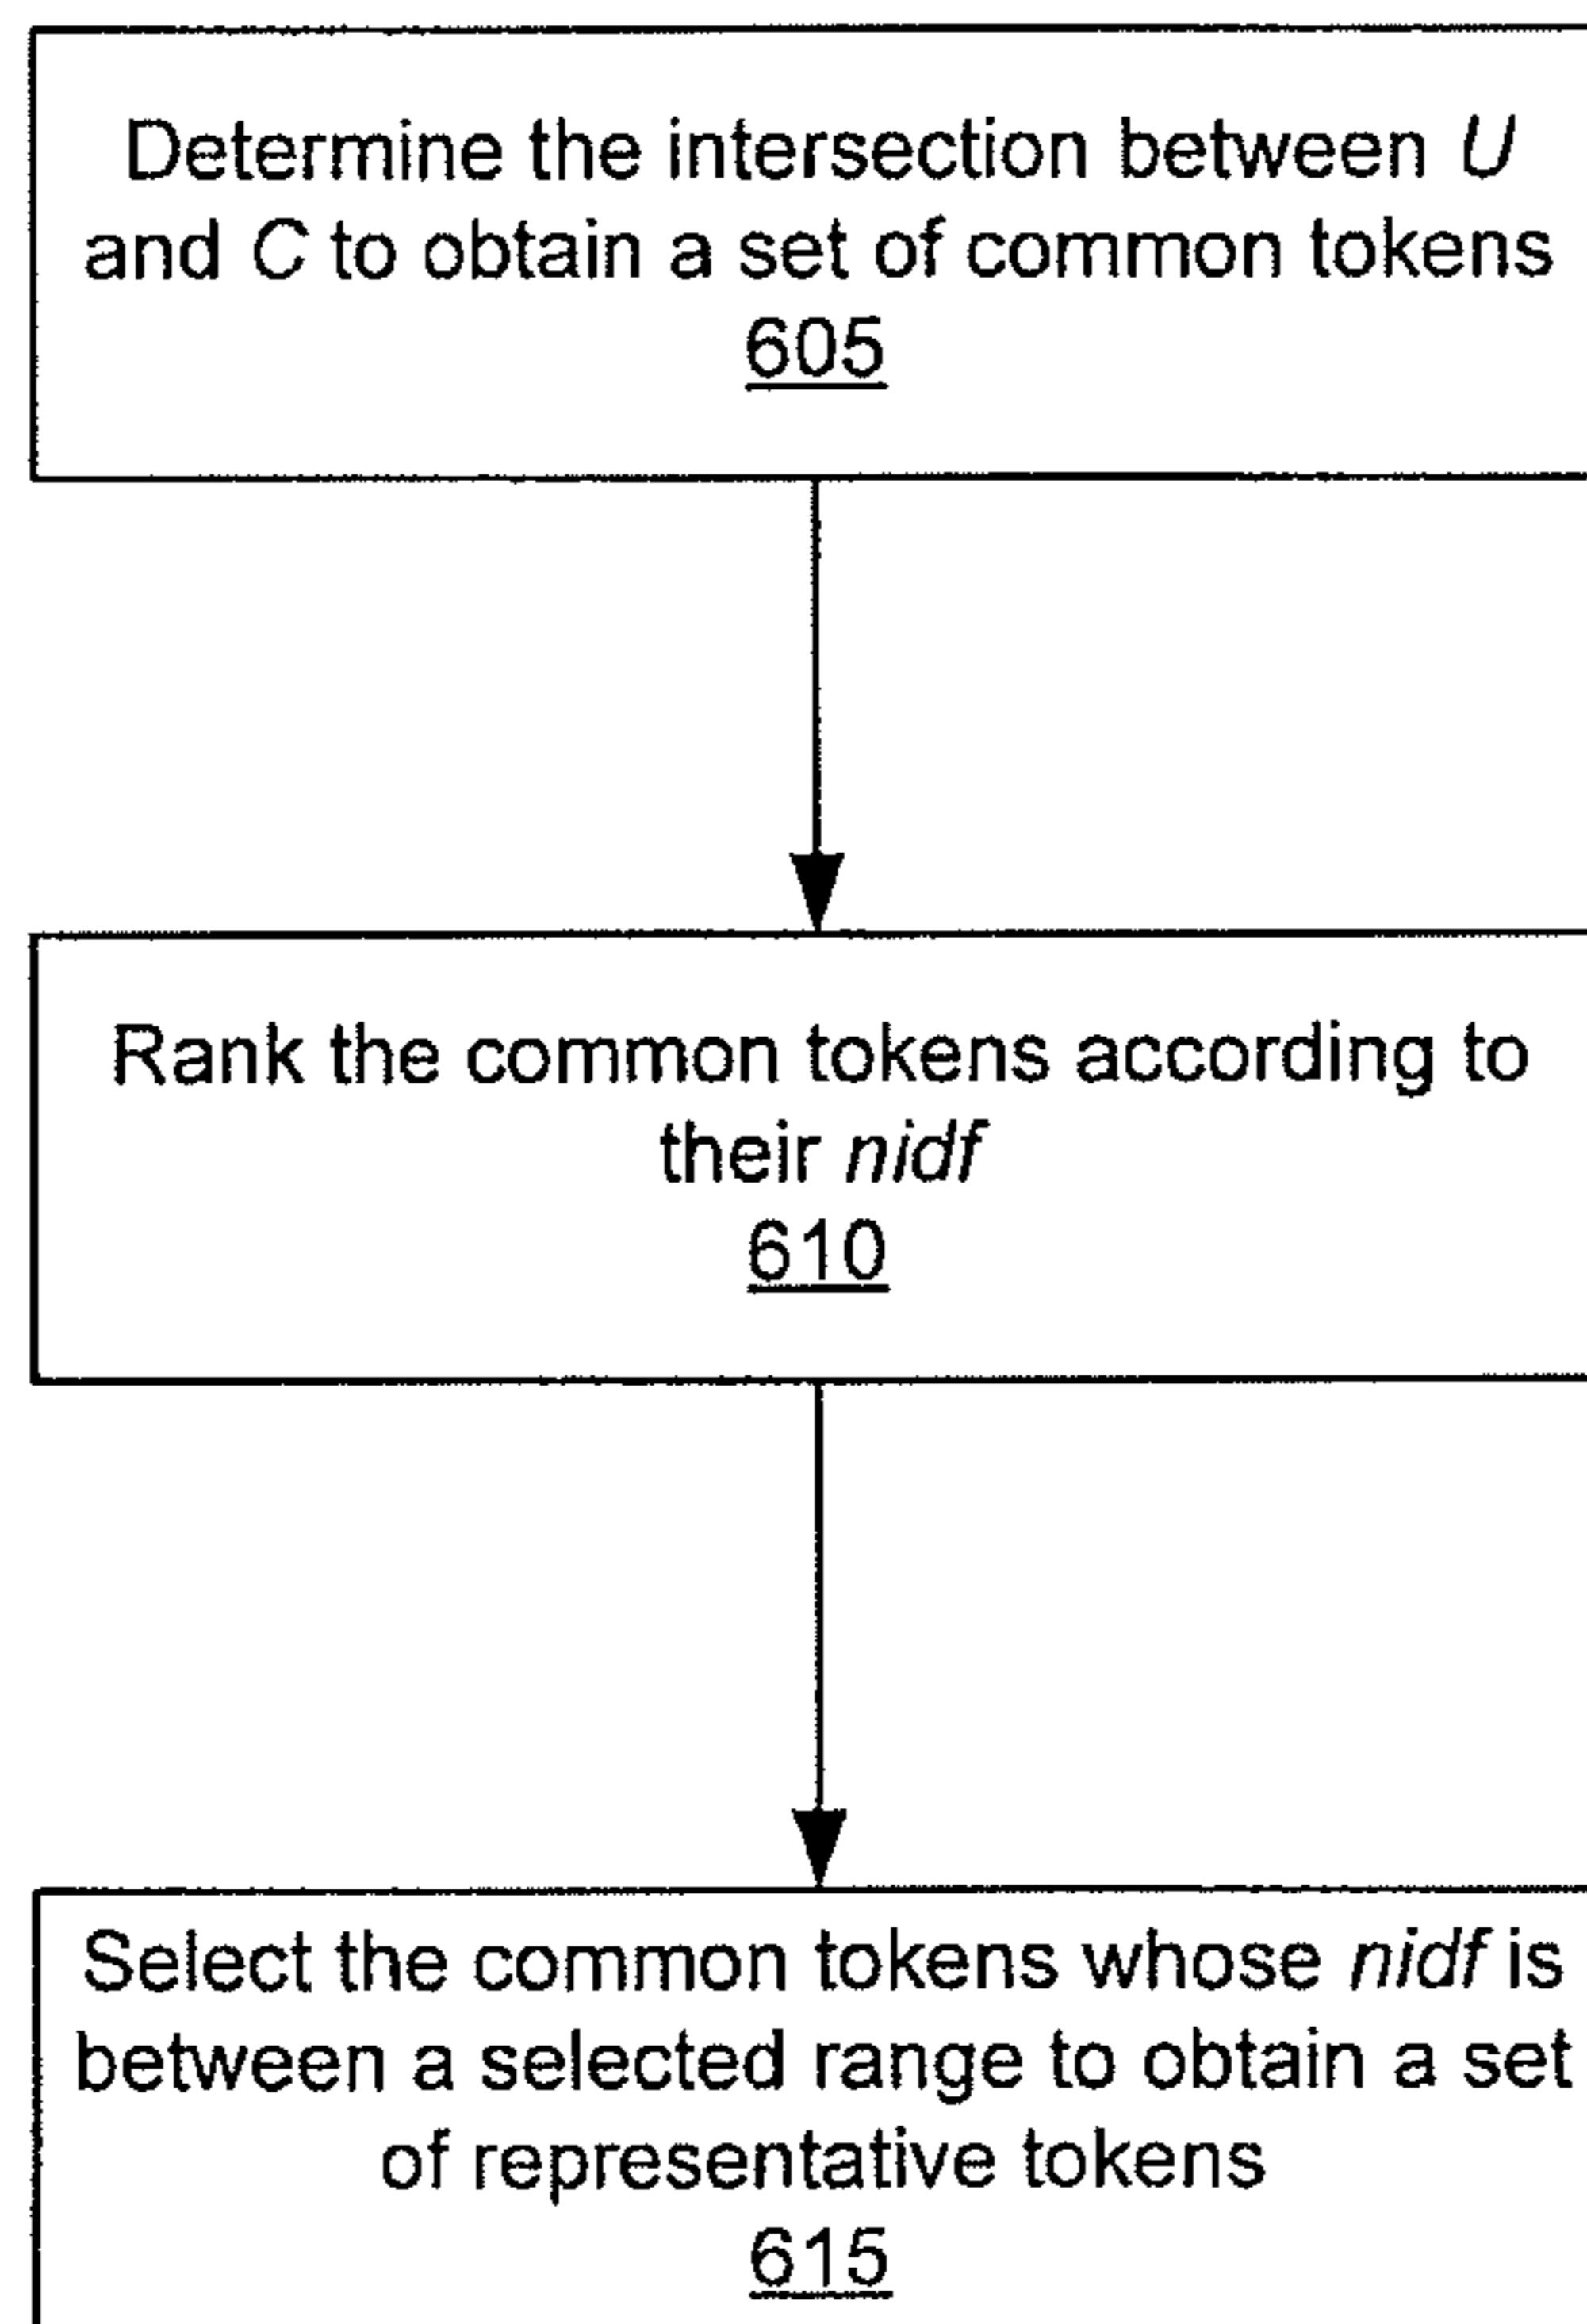 Determine the intersection between U
and C to obtain a set of common tokens
605
Rank the common tokens according to
their nidf
610
Select the common tokens whose nidf is
between a selected range to obtain a set
of representative tokens
615